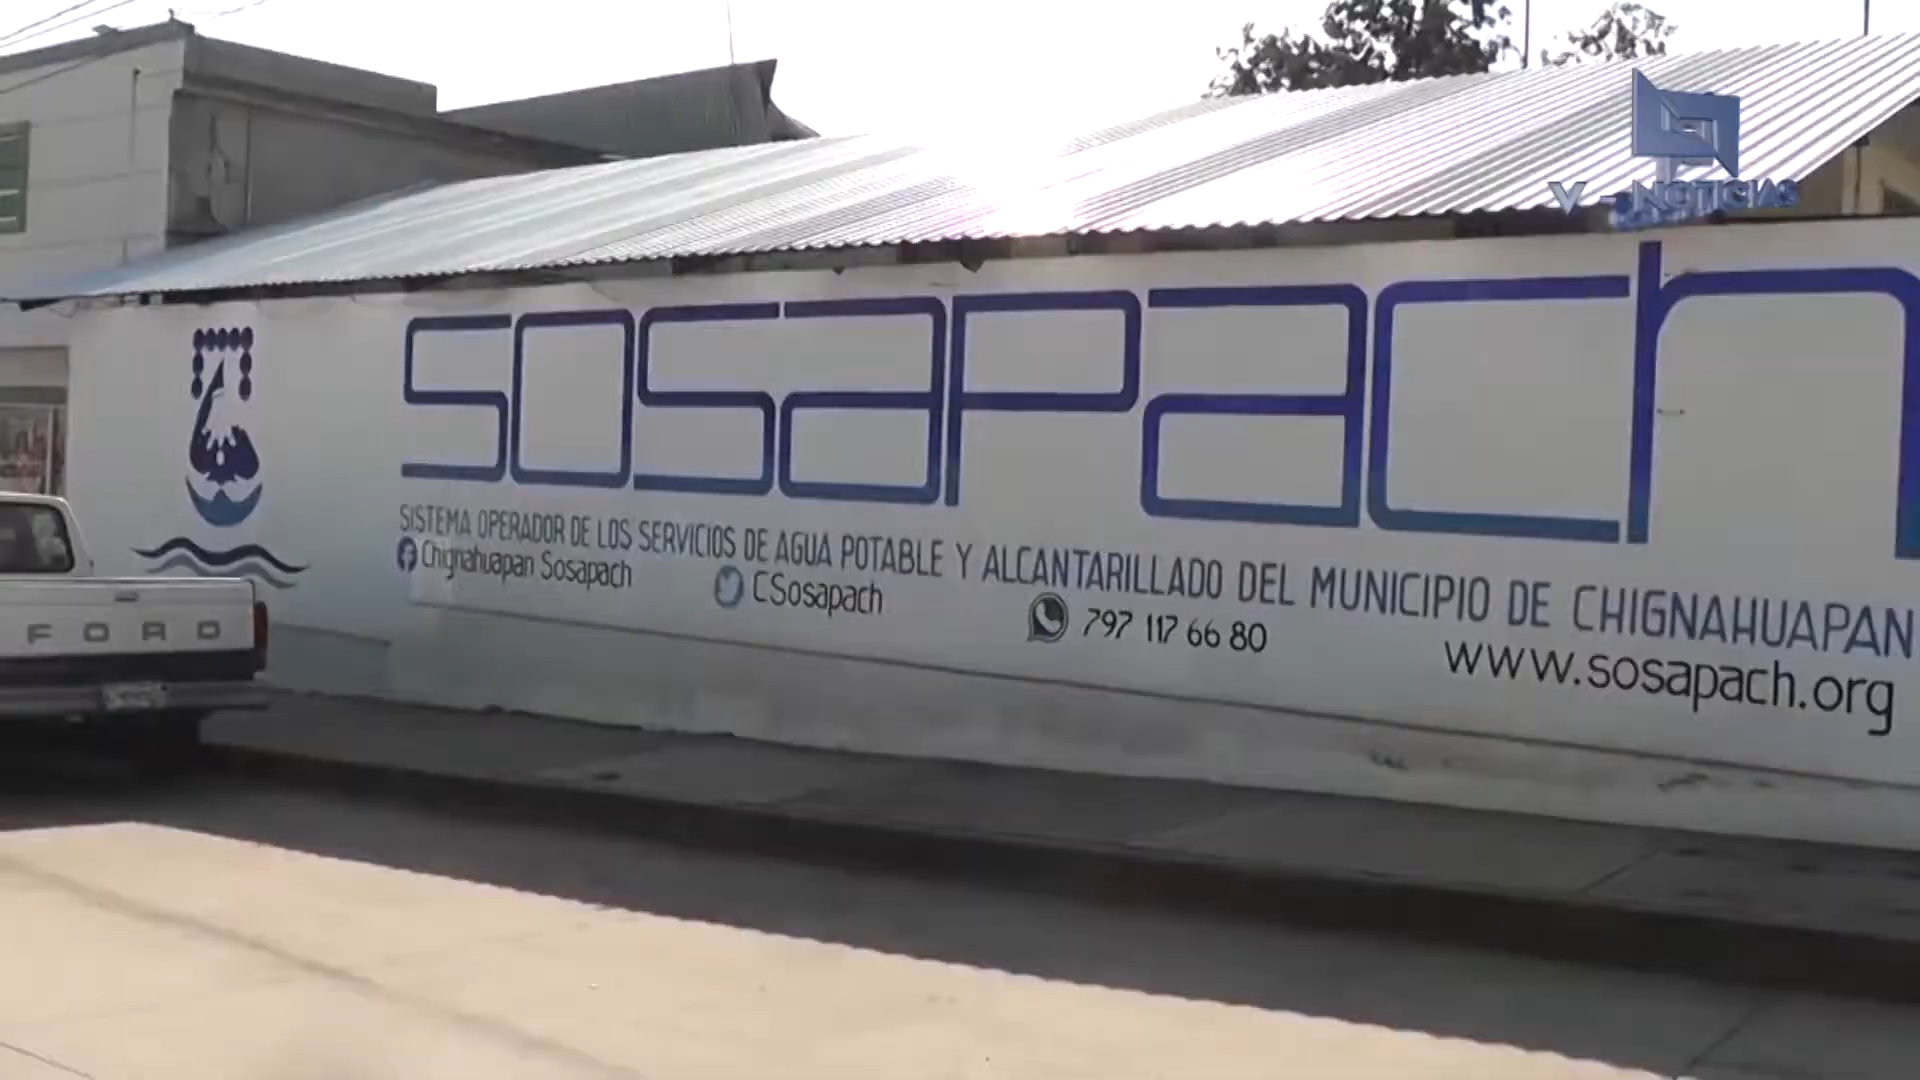 V - NOTICIAS
sosapach
SISTEMA OPERADOR DE LOS SERVICIOS DE AGUA POTABLE Y ALCANTARILLADO DEL MUNICIPIO DE CHIGNAHUAPAN
Chignahuapan Sosapach
CSosapach
797 117 66 80
www.sosapach.org
FORD